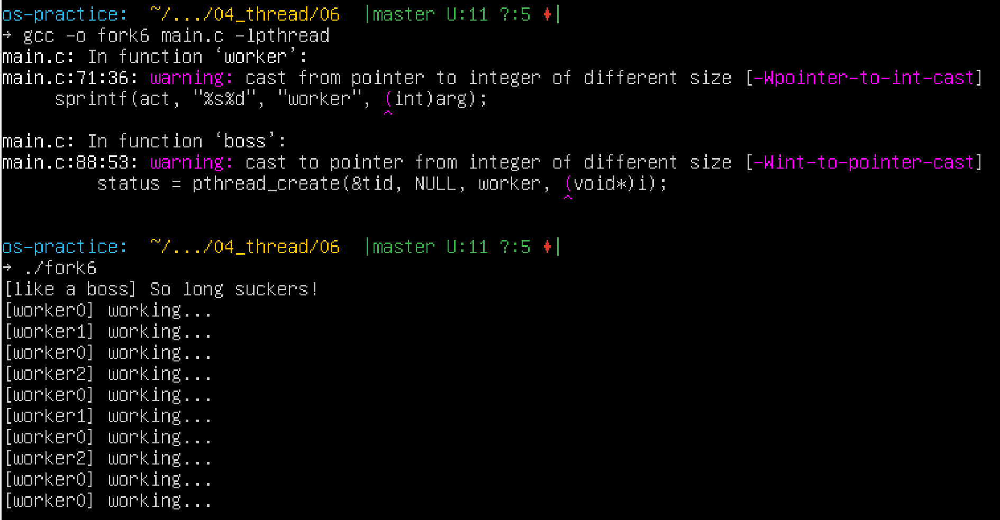 os-practice:  ~/.../04_thread/06  |master U:11 ?:5 ♦|
→ gcc -o fork6 main.c -lpthread
main.c: In function ‘worker’:
main.c:71:36: warning: cast from pointer to integer of different size [-Wpointer-to-int-cast]
     sprintf(act, "%s%d", "worker", (int)arg);
                                    ^
main.c: In function ‘boss’:
main.c:88:53: warning: cast to pointer from integer of different size [-Wint-to-pointer-cast]
         status = pthread_create(&tid, NULL, worker, (void*)i);
                                                     ^
os-practice:  ~/.../04_thread/06  |master U:11 ?:5 ♦|
→ ./fork6
[like a boss] So long suckers!
[worker0] working...
[worker1] working...
[worker0] working...
[worker2] working...
[worker0] working...
[worker1] working...
[worker0] working...
[worker2] working...
[worker0] working...
[worker0] working...